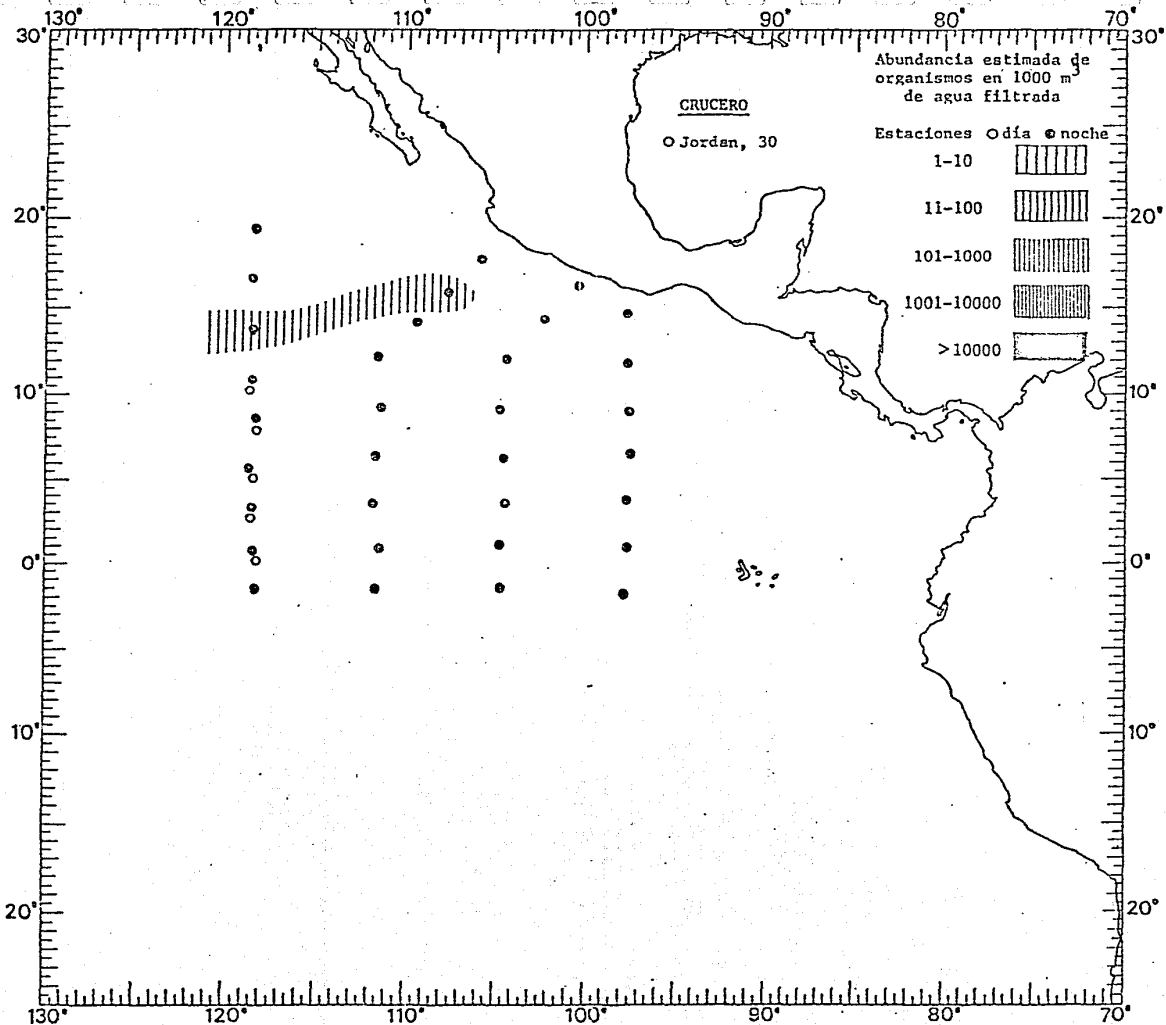 130° 120° 110° 100° 90° 80° 70°
30° 30°
Abundancia estimada de
organismos en 1000 m³
de agua filtrada
CRUCERO
Jordan, 30
Estaciones día noche
1-10
11-100
101-1000
1001-10000
>10000
20° 20°
10° 10°
0° 0°
10° 10°
20° 20°
130° 120° 110° 100° 90° 80° 70°